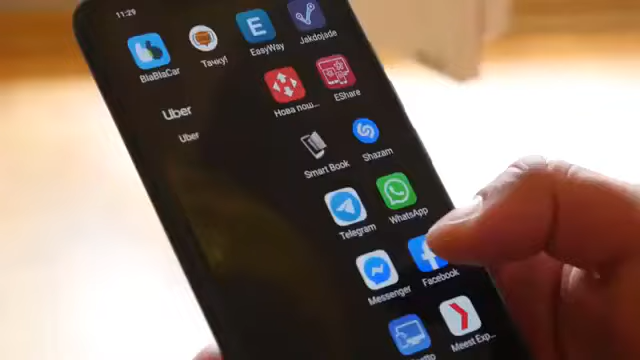 11:29
BlaBlaCar
Тачку!
E
EasyWay
Jakdojade
Нова пош...
EShare
Uber
Uber
Smart Book
Shazam
Telegram
WhatsApp
Messenger
Facebook
Meest Exp...